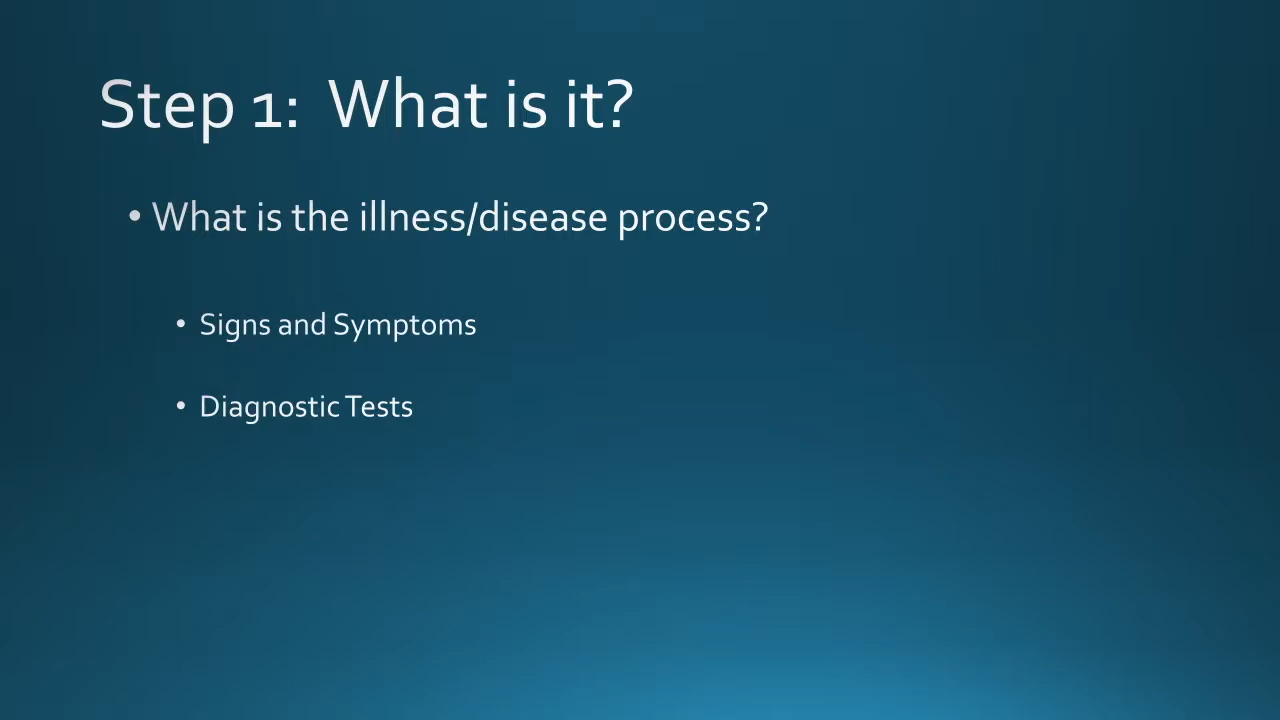 Step 1: What is it?
• What is the illness/disease process?
• Signs and Symptoms
• Diagnostic Tests